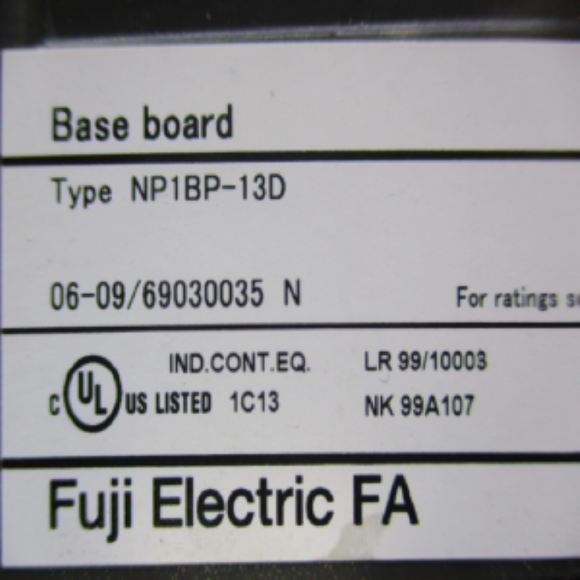 Base board
Type NP1BP-13D
06-09/69030035 N For ratings
IND.CONT.EQ. LR 99/10003
C UL US LISTED 1C13 NK 99A107
Fuji Electric FA